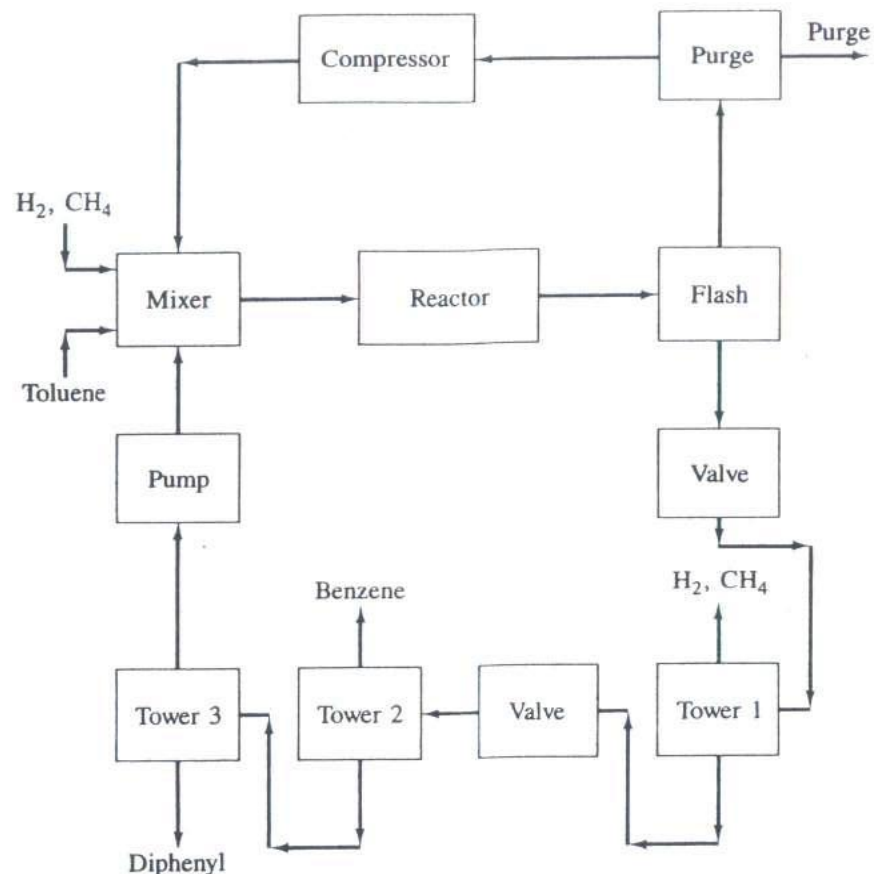 Purge
Compressor
Purge
H₂, CH₄
Mixer
Reactor
Flash
Toluene
Pump
Valve
Benzene
H₂, CH₄
Tower 3
Tower 2
Valve
Tower 1
Diphenyl